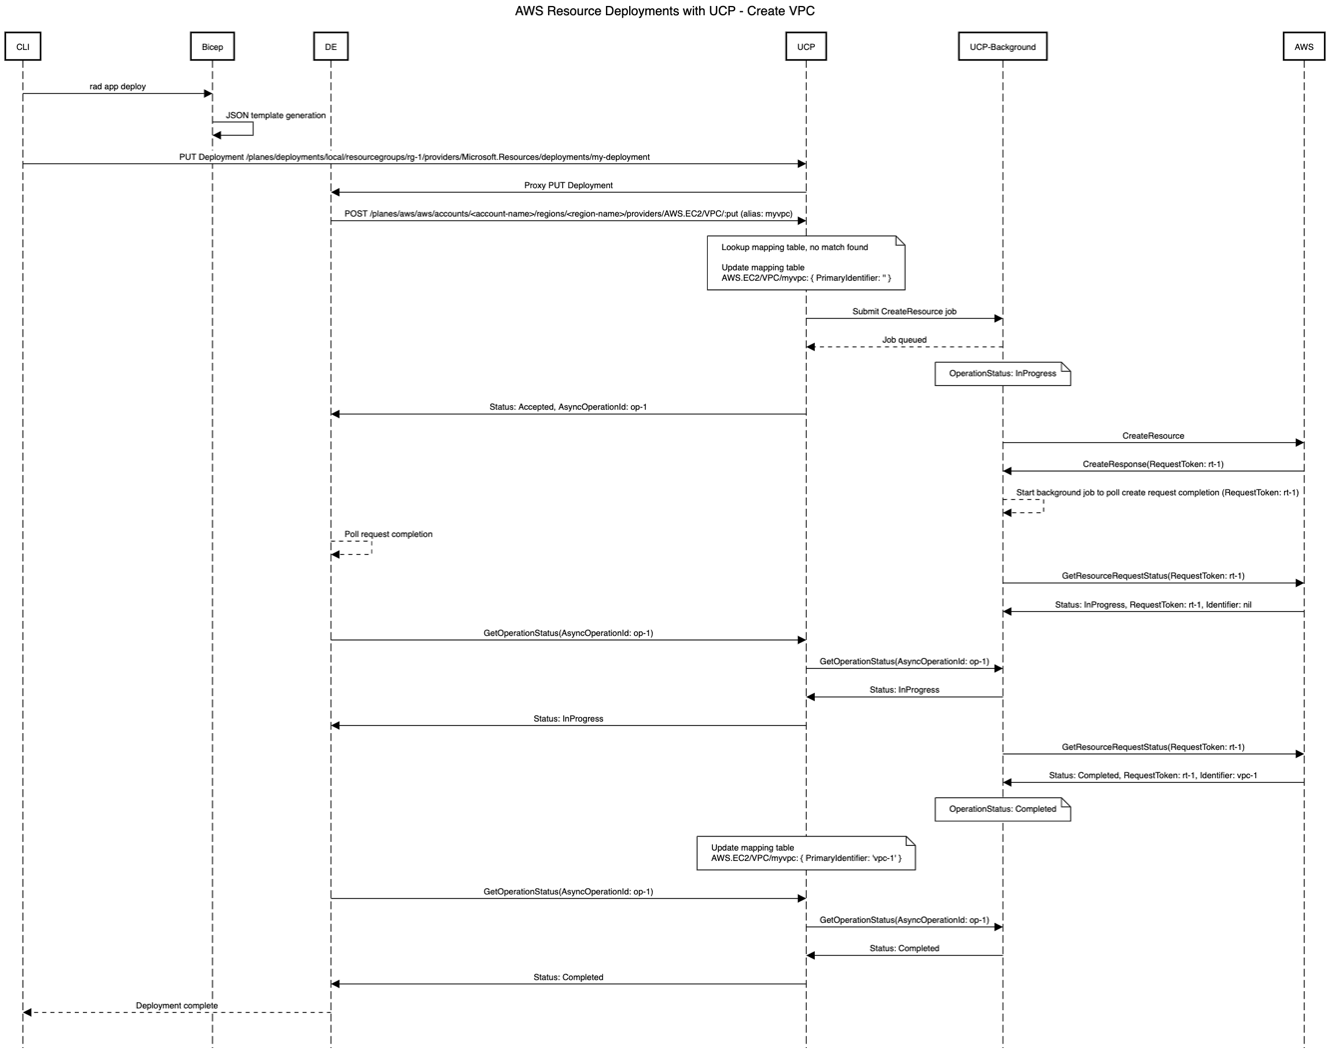 AWS Resource Deployments with UCP - Create VPC
CLI
Bicep
DE
UCP
UCP-Background
AWS
rad app deploy
JSON template generation
PUT Deployment /planes/deployments/local/resourcegroups/rg-1/providers/Microsoft.Resources/deployments/my-deployment
Proxy PUT Deployment
POST /planes/aws/aws/accounts/<account-name>/regions/<region-name>/providers/AWS.EC2/VPC/:put (alias: myvpc)
Lookup mapping table, no match found
Update mapping table
AWS.EC2/VPC/myvpc: { PrimaryIdentifier: '' }
Submit CreateResource job
Job queued
OperationStatus: InProgress
Status: Accepted, AsyncOperationId: op-1
CreateResource
CreateResponse(RequestToken: rt-1)
Start background job to poll create request completion (RequestToken: rt-1)
Poll request completion
GetResourceRequestStatus(RequestToken: rt-1)
Status: InProgress, RequestToken: rt-1, Identifier: nil
GetOperationStatus(AsyncOperationId: op-1)
GetOperationStatus(AsyncOperationId: op-1)
Status: InProgress
Status: InProgress
GetResourceRequestStatus(RequestToken: rt-1)
Status: Completed, RequestToken: rt-1, Identifier: vpc-1
OperationStatus: Completed
Update mapping table
AWS.EC2/VPC/myvpc: { PrimaryIdentifier: 'vpc-1' }
GetOperationStatus(AsyncOperationId: op-1)
GetOperationStatus(AsyncOperationId: op-1)
Status: Completed
Status: Completed
Deployment complete